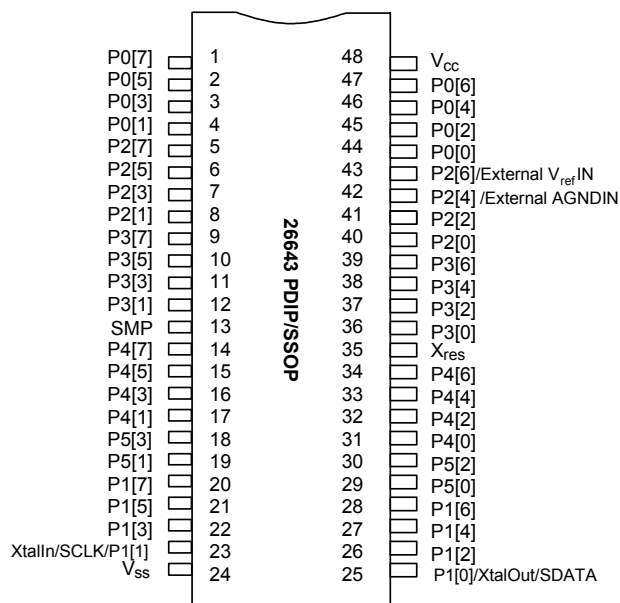 P0[7] 1 48 Vcc
P0[5] 2 47 P0[6]
P0[3] 3 46 P0[4]
P0[1] 4 45 P0[2]
P2[7] 5 44 P0[0]
P2[5] 6 43 P2[6]/External VrefIN
P2[3] 7 42 P2[4] /External AGNDIN
P2[1] 8 41 P2[2]
P3[7] 9 40 P2[0]
P3[5] 10 39 P3[6]
P3[3] 11 38 P3[4]
P3[1] 12 37 P3[2]
SMP 13 36 P3[0]
P4[7] 14 35 Xres
P4[5] 15 34 P4[6]
P4[3] 16 33 P4[4]
P4[1] 17 32 P4[2]
P5[3] 18 31 P4[0]
P5[1] 19 30 P5[2]
P1[7] 20 29 P5[0]
P1[5] 21 28 P1[6]
P1[3] 22 27 P1[4]
XtalIn/SCLK/P1[1] 23 26 P1[2]
Vss 24 25 P1[0]/XtalOut/SDATA
26643 PDIP/SSOP